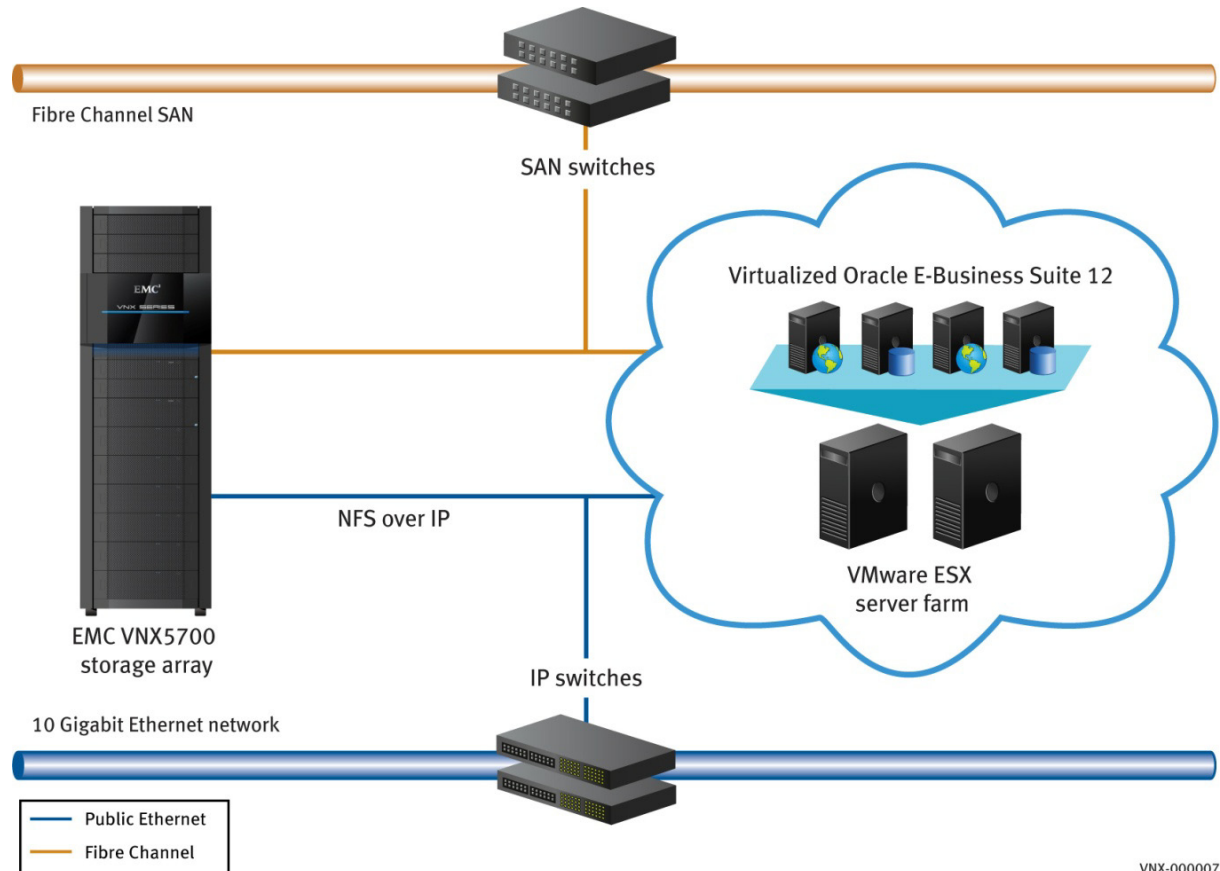 Fibre Channel SAN
SAN switches
EMC²
VNX SERIES
Virtualized Oracle E-Business Suite 12
NFS over IP
VMware ESX
server farm
EMC VNX5700
storage array
IP switches
10 Gigabit Ethernet network
Public Ethernet
Fibre Channel
VNX-000007